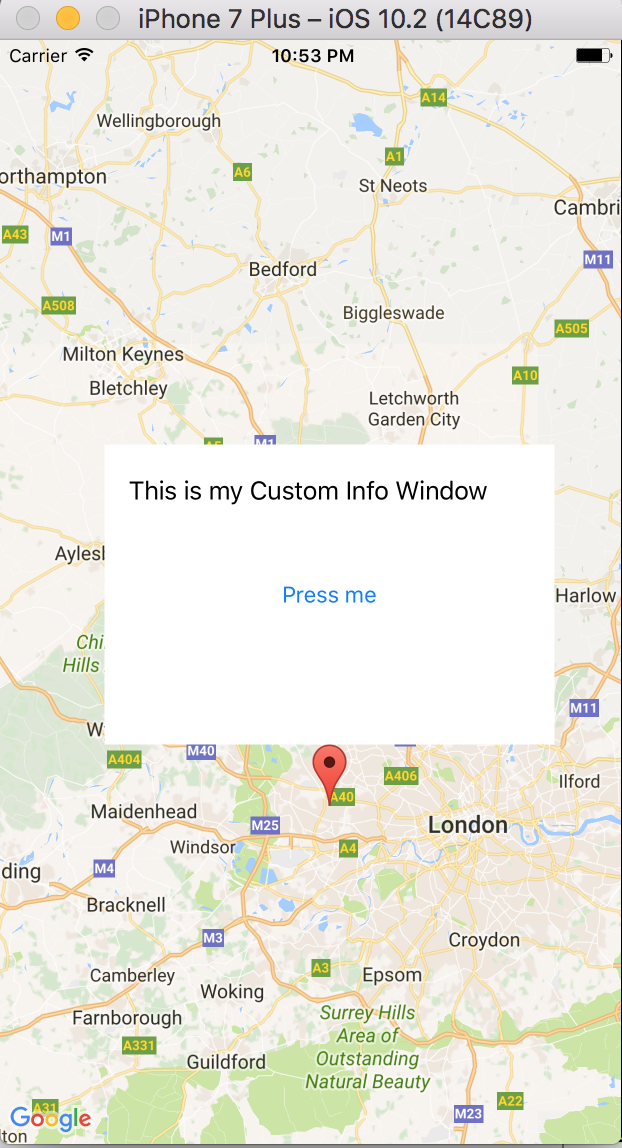 iPhone 7 Plus – iOS 10.2 (14C89)
Carrier
10:53 PM
A14
Wellingborough
A1
A6
orthampton
St Neots
Cambri
A43
M1
M11
Bedford
A508
Biggleswade
A505
Milton Keynes
A10
Bletchley
Letchworth
Garden City
A5
M1
This is my Custom Info Window
Ayles
Press me
Harlow
Chi
Hills
M11
W
M40
A404
A406
Ilford
A40
Maidenhead
M25
London
Windsor
A4
ding
M4
Bracknell
M3
Croydon
A3
Epsom
Camberley
Woking
Farnborough
Surrey Hills
Area of
Outstanding
Natural Beauty
A331
Guildford
A31
Google
A22
M23
lton